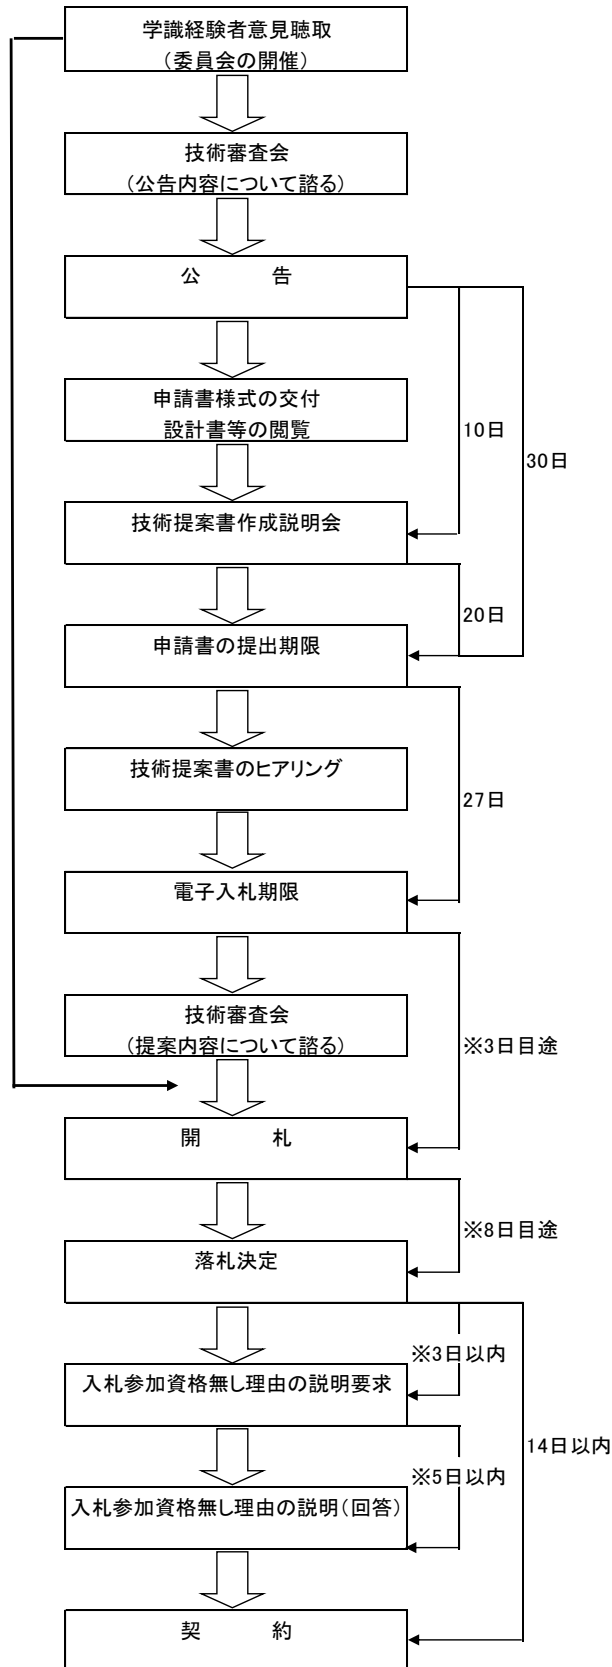 学識経験者意見聴取
(委員会の開催)
技術審査会
(公告内容について諮る)
公　　　告
申請書様式の交付
設計書等の閲覧
10日
30日
技術提案書作成説明会
20日
申請書の提出期限
技術提案書のヒアリング
27日
電子入札期限
技術審査会
(提案内容について諮る)
※3日目途
開　　　札
※8日目途
落札決定
※3日以内
入札参加資格無し理由の説明要求
14日以内
※5日以内
入札参加資格無し理由の説明(回答)
契　　　約